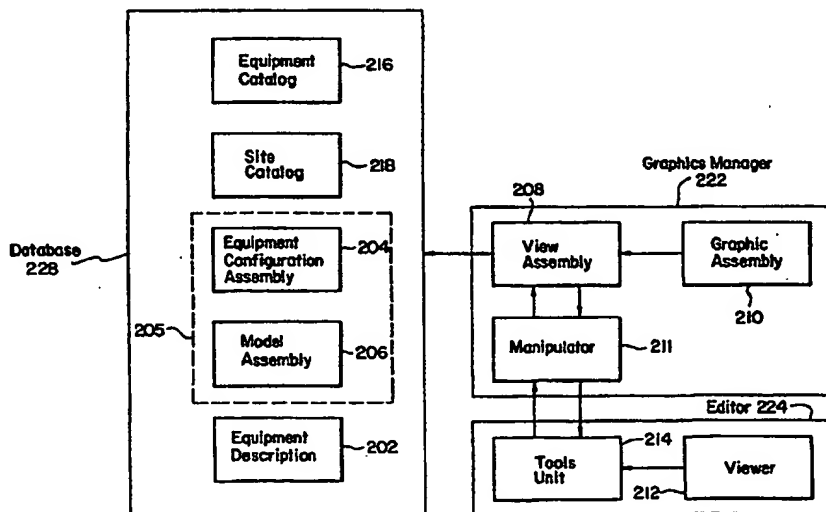 Equipment
Catalog
216
Site
Catalog
218
Database
228
Equipment
Configuration
Assembly
204
205
Model
Assembly
206
Equipment
Description
202
Graphics Manager
222
208
View
Assembly
Graphic
Assembly
210
Manipulator
211
Editor 224
214
Tools
Unit
Viewer
212